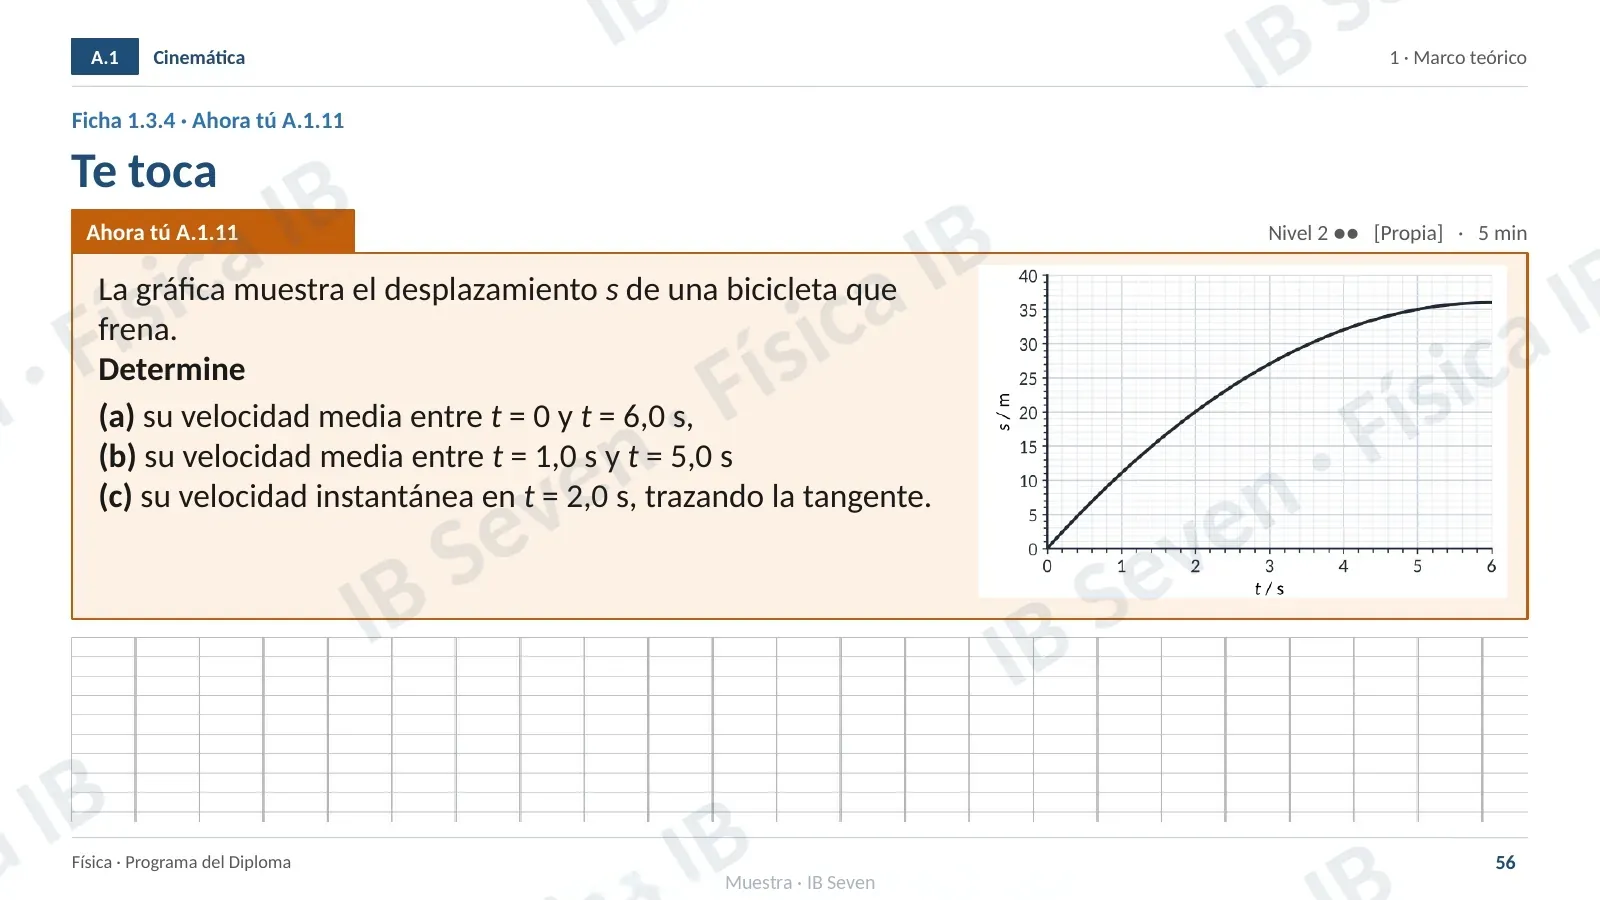 A.1 Cinemática
1 · Marco teórico
Ficha 1.3.4 · Ahora tú A.1.11
Te toca
Ahora tú A.1.11
Nivel 2 ●● [Propia] · 5 min
La gráfica muestra el desplazamiento s de una bicicleta que
frena.
Determine
(a) su velocidad media entre t = 0 y t = 6,0 s,
(b) su velocidad media entre t = 1,0 s y t = 5,0 s
(c) su velocidad instantánea en t = 2,0 s, trazando la tangente.
40
35
30
25
20
15
10
5
0
s / m
0 1 2 3 4 5 6
t / s
IB Seven · Física IB
Física · Programa del Diploma
56
Muestra · IB Seven